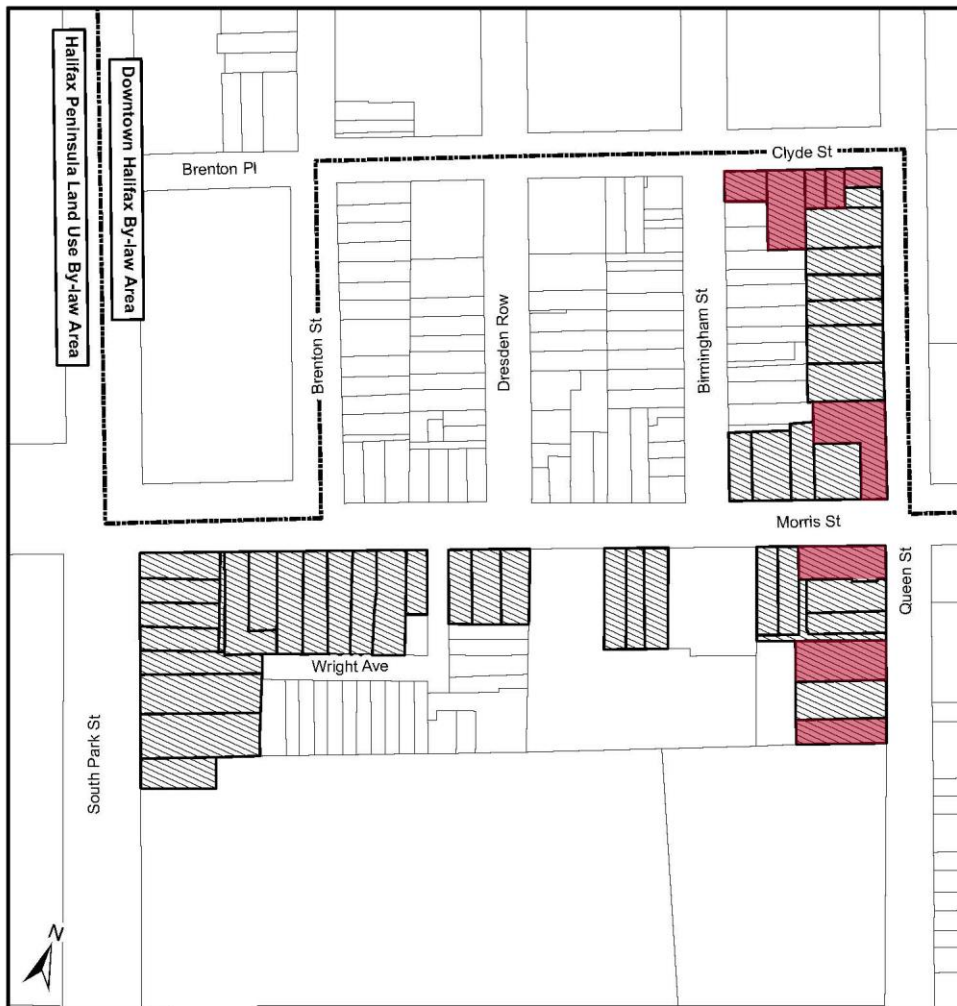 Halifax Peninsula Land Use By-law Area
Downtown Halifax By-law Area
Brenton Pl
Clyde St
Brenton St
Dresden Row
Birmingham St
Morris St
Queen St
Wright Ave
South Park St
N